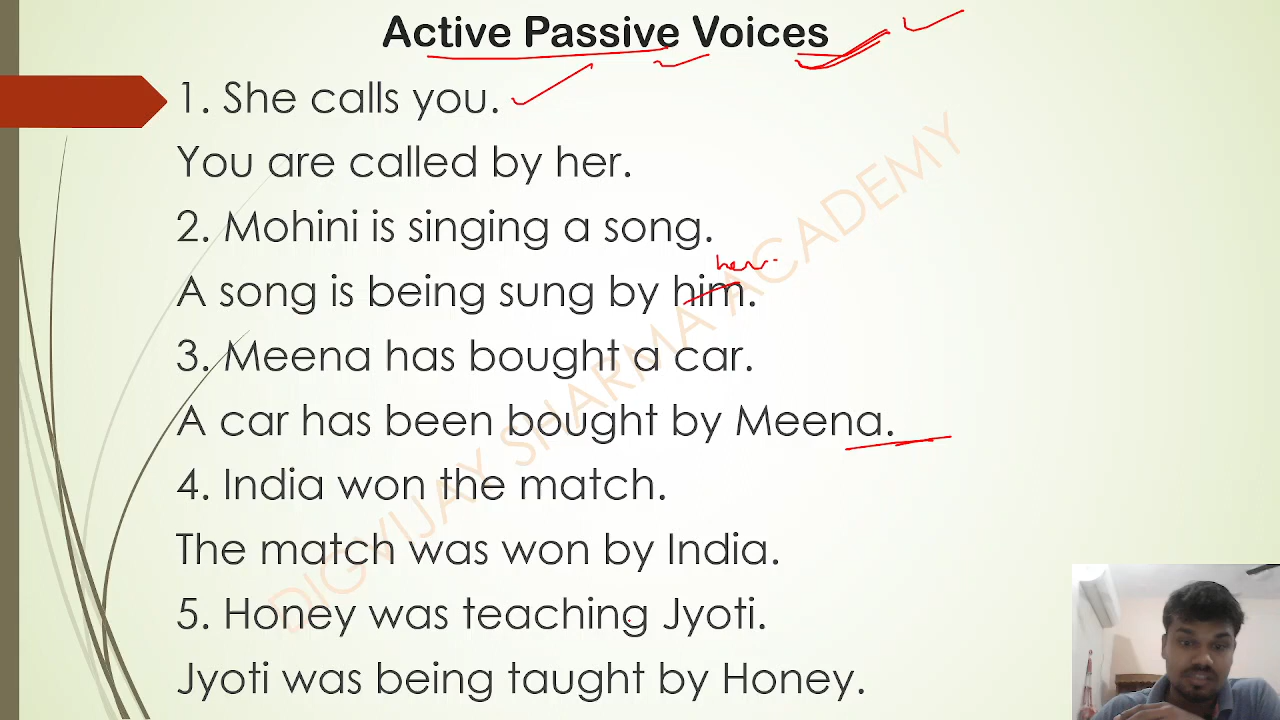 Active Passive Voices
1. She calls you.
You are called by her.
2. Mohini is singing a song.
her.
A song is being sung by him.
3. Meena has bought a car.
A car has been bought by Meena.
4. India won the match.
The match was won by India.
5. Honey was teaching Jyoti.
Jyoti was being taught by Honey.
DIGVIJAY SHARMA ACADEMY